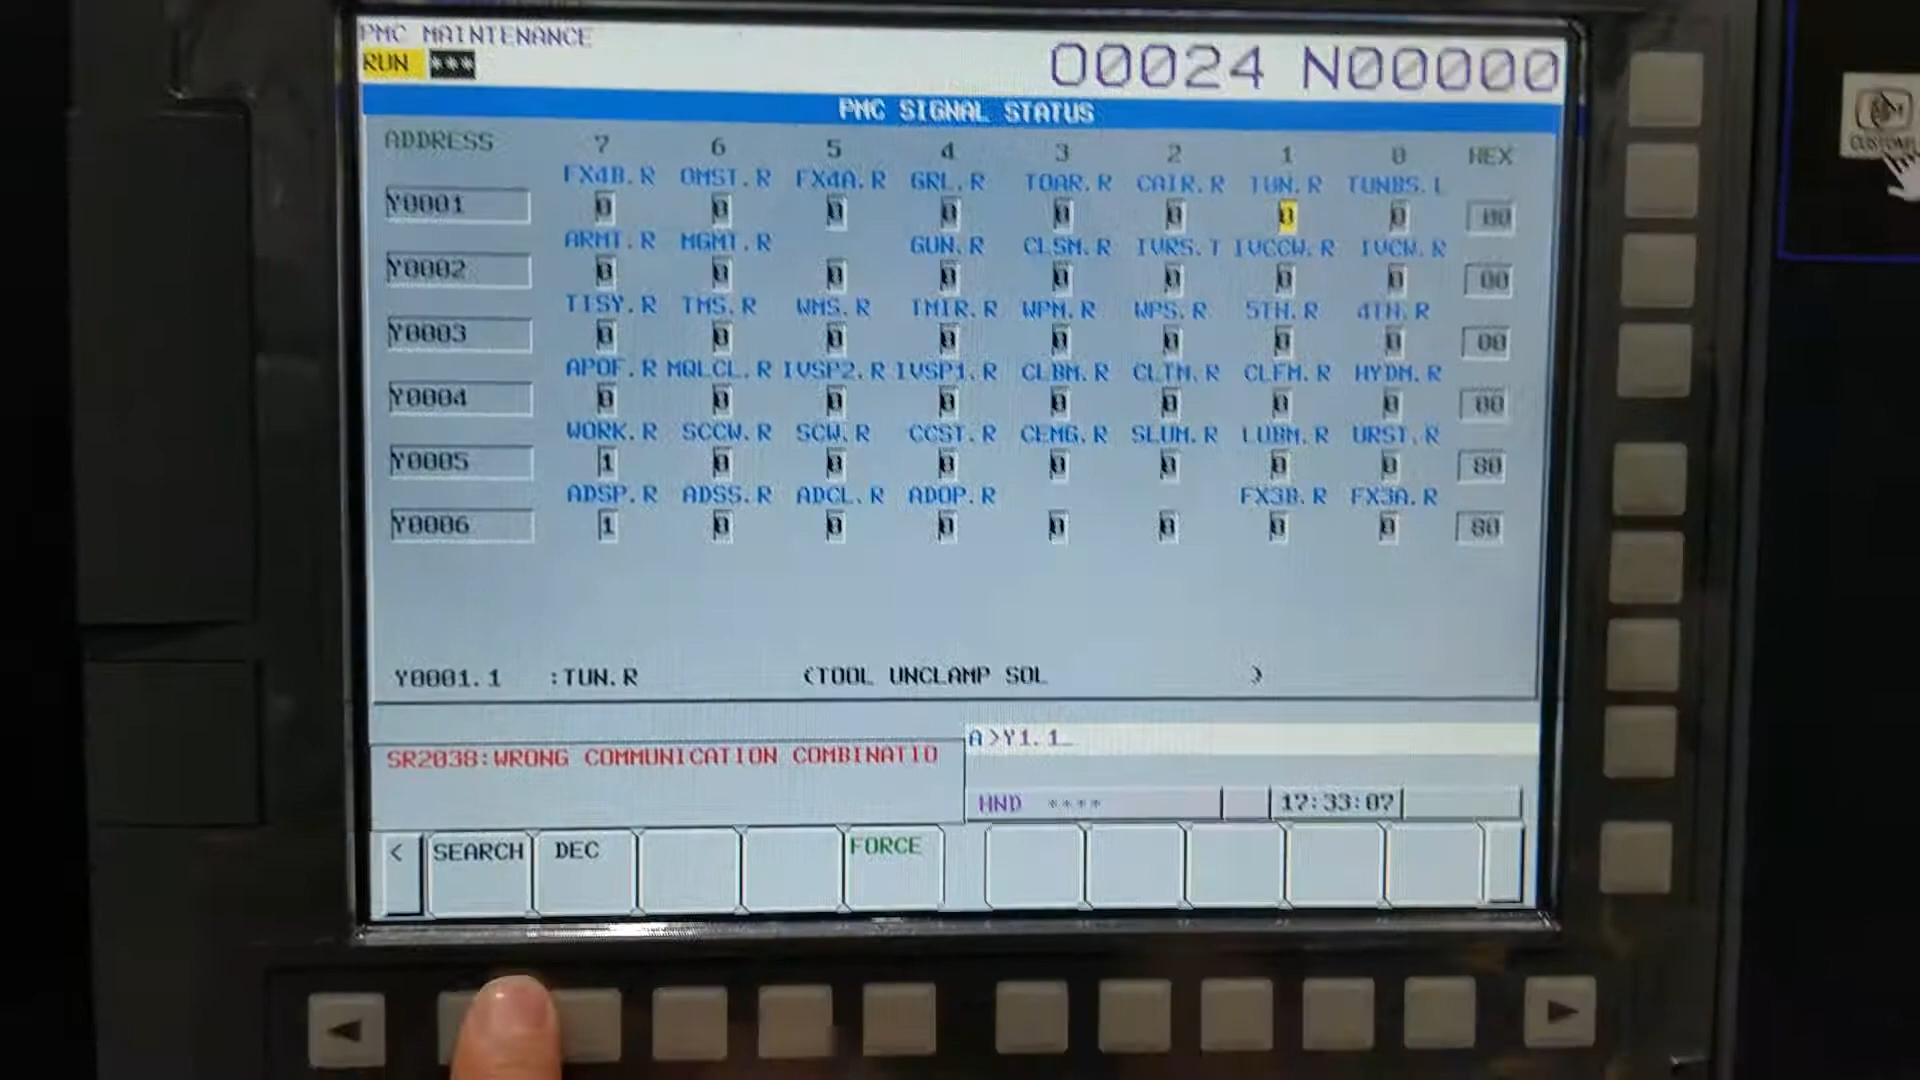 PMC MAINTENANCE
RUN ***
O0024 N00000
PMC SIGNAL STATUS
ADDRESS 7 6 5 4 3 2 1 0 HEX
FX4B.R OMST.R FX4A.R GRL.R TOAR.R CAIR.R TUN.R TUNBS.L
Y0001 0 0 0 0 0 0 0 0 00
ARMT.R MGMT.R GUN.R CLSM.R IVRS.T IVCCW.R IVCW.R
Y0002 0 0 0 0 0 0 0 0 00
TISY.R TMS.R WMS.R TMIR.R WPM.R WPS.R 5TH.R 4TH.R
Y0003 0 0 0 0 0 0 0 0 00
APOF.R MQLCL.R IVSP2.R IVSP1.R CLBM.R CLTM.R CLFM.R HYDM.R
Y0004 0 0 0 0 0 0 0 0 00
WORK.R SCCW.R SCW.R CCST.R CEMG.R SLUM.R LUBM.R URST.R
Y0005 1 0 0 0 0 0 0 0 80
ADSP.R ADSS.R ADCL.R ADOP.R FX3B.R FX3A.R
Y0006 1 0 0 0 0 0 0 0 80
Y0001.1 :TUN.R (TOOL UNCLAMP SOL )
A>Y1.1_
SR2038:WRONG COMMUNICATION COMBINATIO
HND **** 17:33:07
< SEARCH DEC FORCE